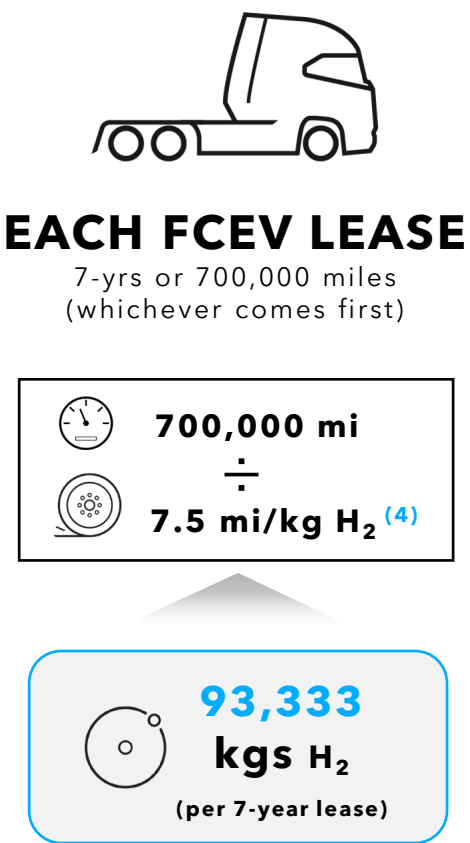 EACH FCEV LEASE
7-yrs or 700,000 miles
(whichever comes first)
700,000 mi
÷
7.5 mi/kg H₂ (4)
93,333
kgs H₂
(per 7-year lease)